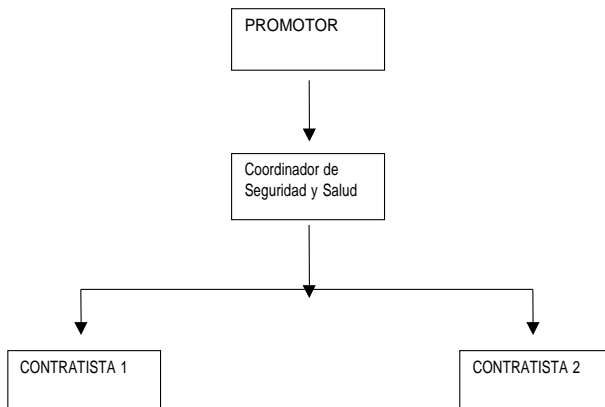 PROMOTOR
Coordinador de
Seguridad y Salud
CONTRATISTA 1
CONTRATISTA 2